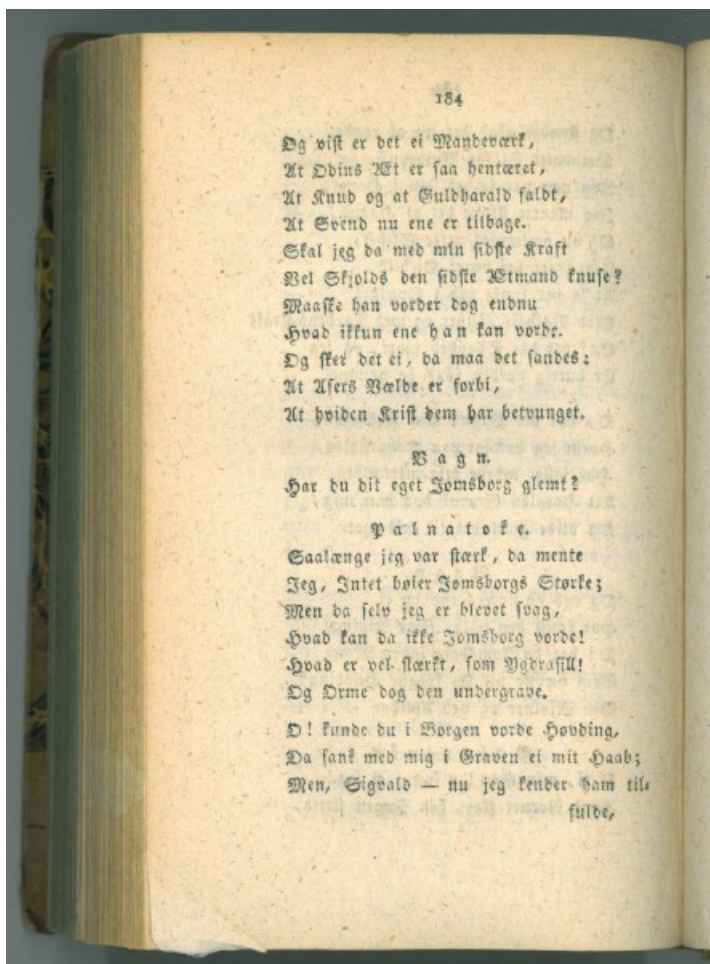 184
Og vist er det ei Mandeværk,
At Odins Æt er saa hentæret,
At Knud og at Guldharald faldt,
At Svend nu ene er tilbage.
Skal jeg da med min sidste Kraft
Vel Skjolds den sidste Ætmand knuse?
Maaske han vorder dog endnu
Hvad ikkun ene han kan vorde.
Og skeer det ei, da maa det sandes:
At Asers Vælde er forbi,
At hviden Krist dem har betvunget.
Vagn.
Har du dit eget Jomsborg glemt?
Palnatoke.
Saalænge jeg var stærk, da mente
Jeg, Intet bøier Jomsborgs Størke;
Men da selv jeg er blevet svag,
Hvad kan da ikke Jomsborg vorde!
Hvad er vel stærkt, som Ygdrasill!
Og Orme dog den undergrave.
O! kunde du i Borgen vorde Høvding,
Da sank med mig i Graven ei mit Haab;
Men, Sigvald — nu jeg kender ham til-
fulde,